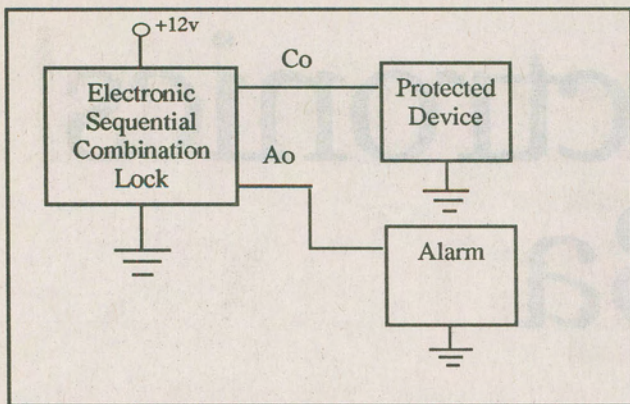 +12v
Electronic
Sequential
Combination
Lock
Co
Protected
Device
Ao
Alarm